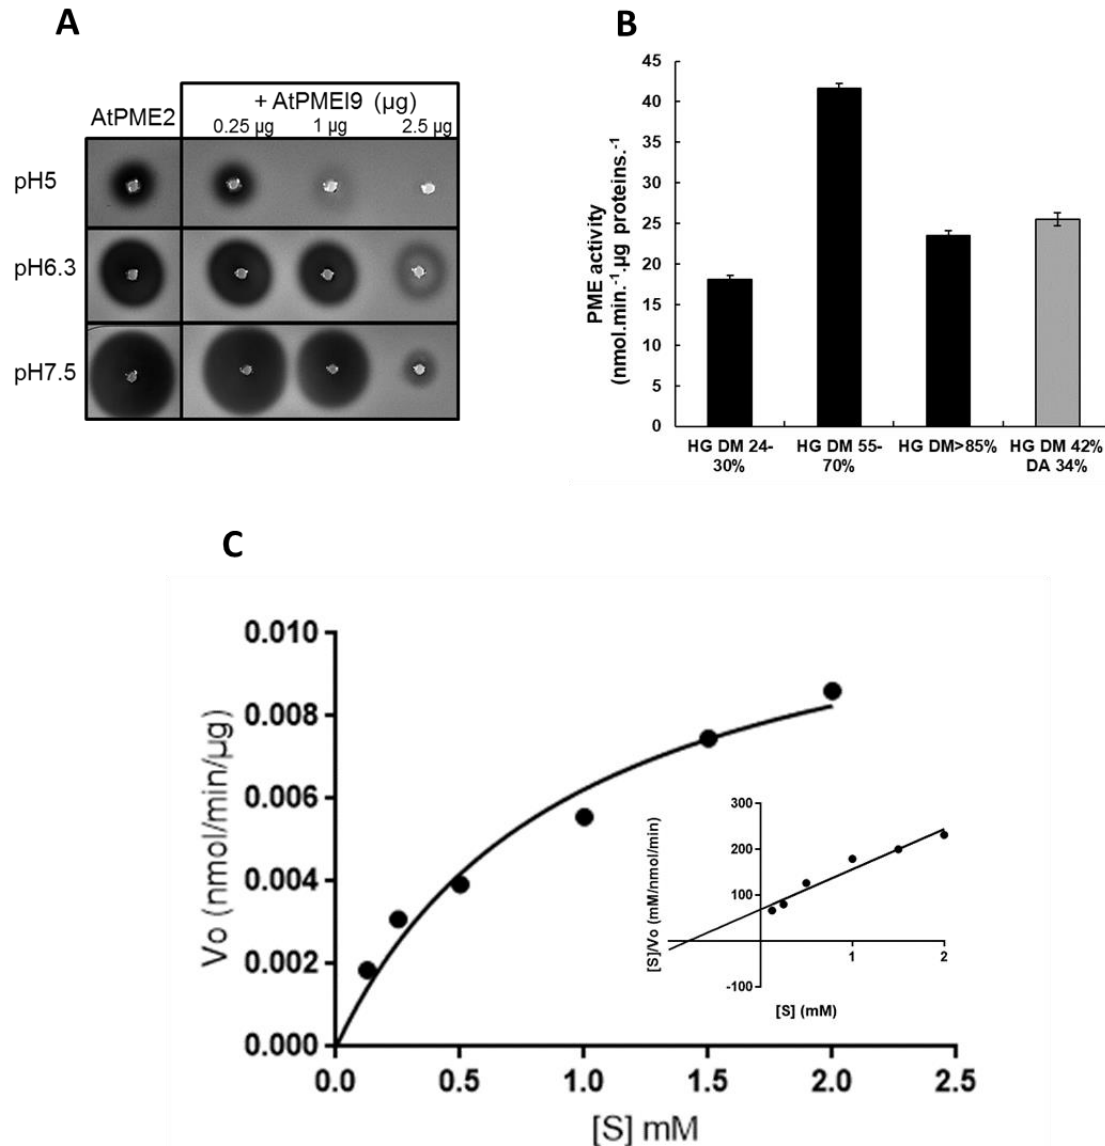 A
AtPME2
+ AtPMEI9 (µg)
0.25 µg 1 µg 2.5 µg
pH5
pH6.3
pH7.5
B
PME activity
(nmol.min.⁻¹.µg proteins.⁻¹
45
40
35
30
25
20
15
10
5
0
HG DM 24-
30%
HG DM 55-
70%
HG DM>85%
HG DM 42%
DA 34%
C
Vo (nmol/min/µg)
0.010
0.008
0.006
0.004
0.002
0.000
0.0 0.5 1.0 1.5 2.0 2.5
[S] mM
[S]/Vo (mM/nmol/min)
300
200
100
-100
1 2
[S] (mM)